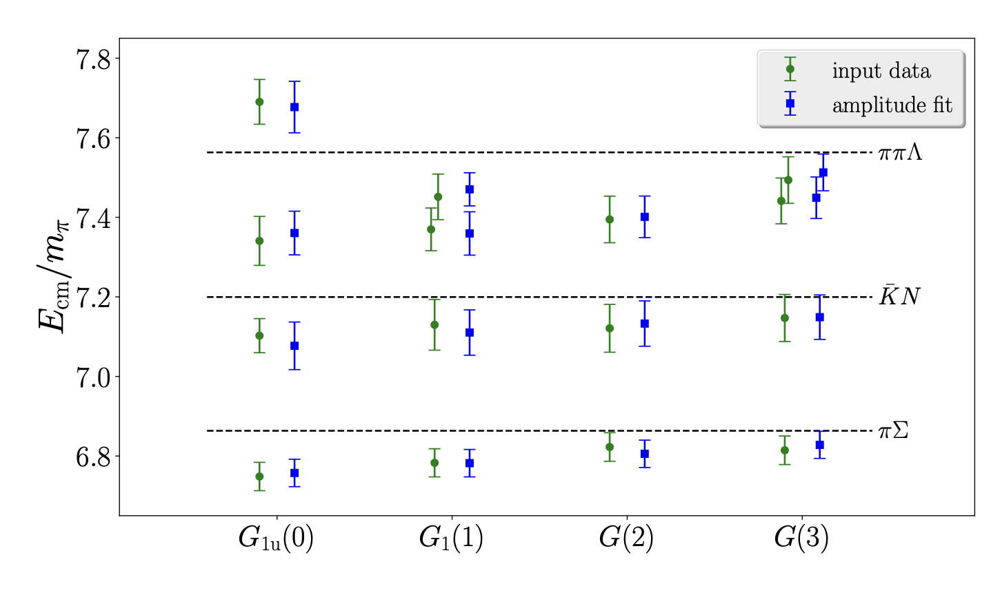 7.8
input data
amplitude fit
7.6
ππΛ
7.4
E_cm/m_π
7.2
K̄N
7.0
πΣ
6.8
G_1u(0) G_1(1) G(2) G(3)